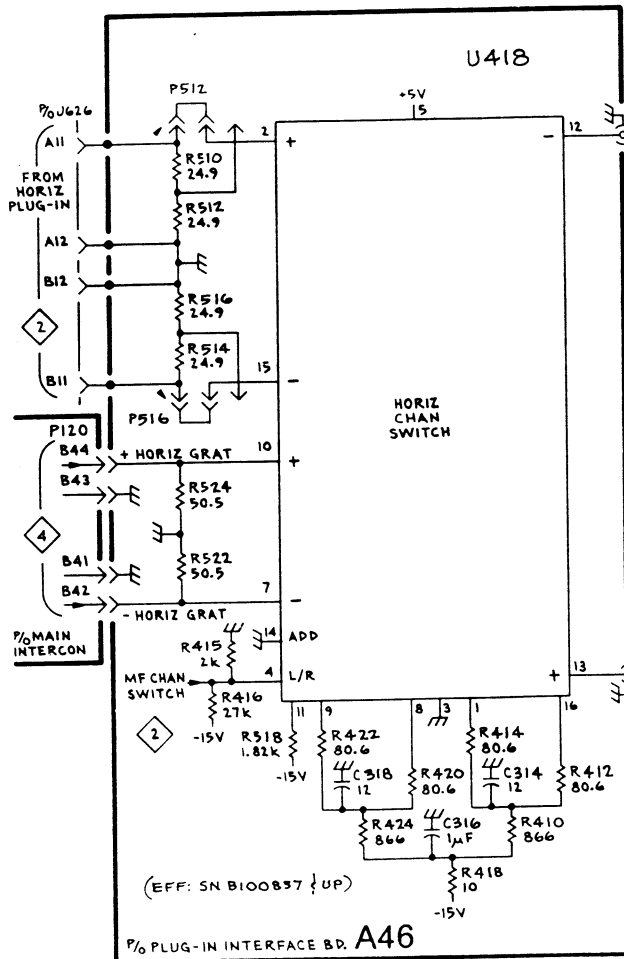 U418
P512
+5V
5
P/O J626
A11
2
+
-
12
FROM
HORIZ
PLUG-IN
R510
24.9
R512
24.9
A12
B12
R516
24.9
2
R514
24.9
15
-
B11
P516
HORIZ
CHAN
SWITCH
P120
B44
+ HORIZ GRAT
10
+
B43
R524
50.5
4
R522
50.5
B41
B42
7
-
- HORIZ GRAT
P/O MAIN
INTERCON
R415
2K
14
ADD
MF CHAN
SWITCH
4
L/R
+
13
R416
27K
-15V
2
11
9
8
3
1
16
R518
1.82K
-15V
R422
80.6
R414
80.6
C318
12
R420
80.6
C314
12
R412
80.6
R424
866
C316
1µF
R410
866
R418
10
-15V
(EFF: SN B100837 & UP)
P/O PLUG-IN INTERFACE BD. A46